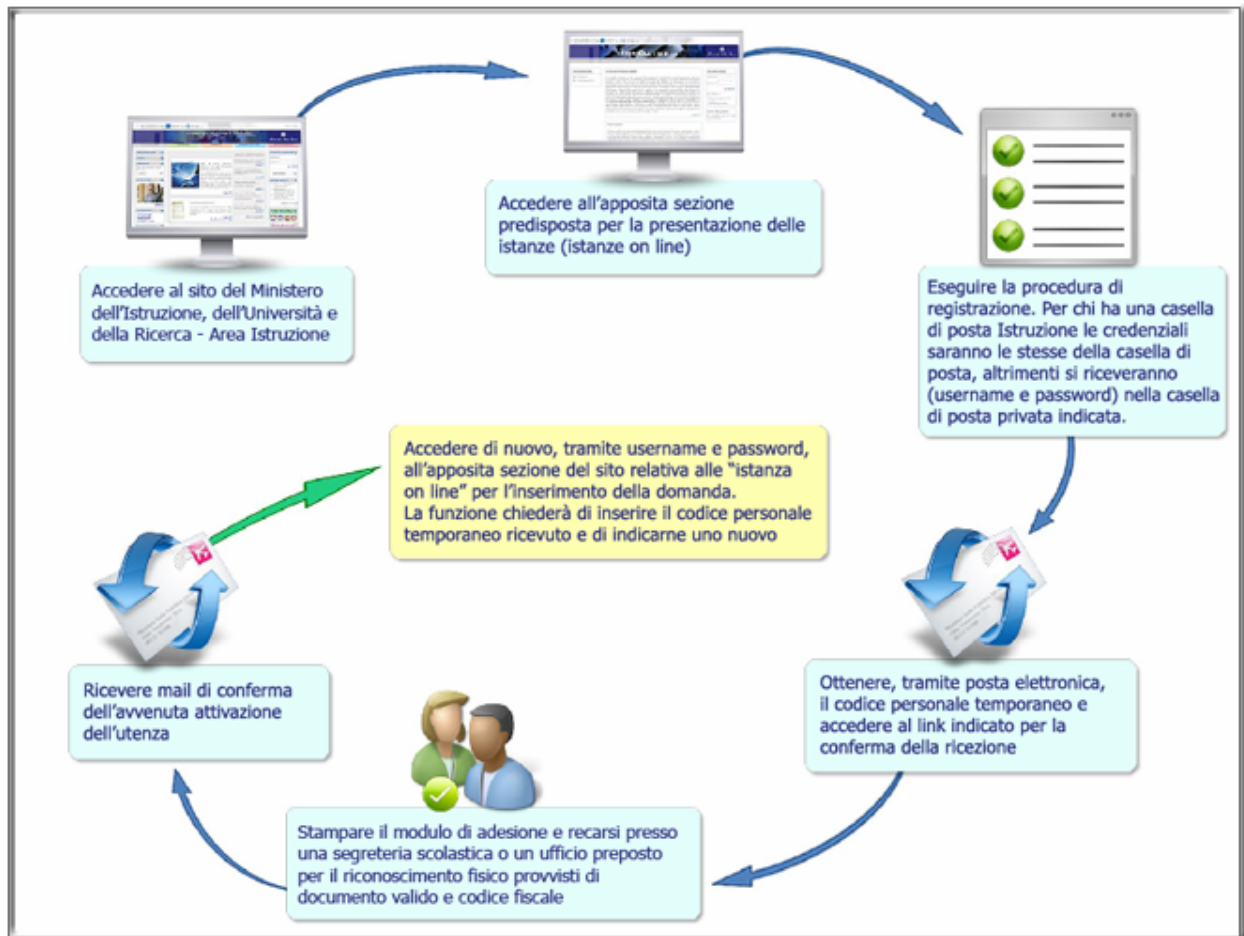 Accedere al sito del Ministero
dell'Istruzione, dell'Università e
della Ricerca - Area Istruzione
Accedere all'apposita sezione
predisposta per la presentazione delle
istanze (istanze on line)
Eseguire la procedura di
registrazione. Per chi ha una casella
di posta Istruzione le credenziali
saranno le stesse della casella di
posta, altrimenti si riceveranno
(username e password) nella casella
di posta privata indicata.
Ottenere, tramite posta elettronica,
il codice personale temporaneo e
accedere al link indicato per la
conferma della ricezione
Stampare il modulo di adesione e recarsi presso
una segreteria scolastica o un ufficio preposto
per il riconoscimento fisico provvisti di
documento valido e codice fiscale
Ricevere mail di conferma
dell'avvenuta attivazione
dell'utenza
Accedere di nuovo, tramite username e password,
all'apposita sezione del sito relativa alle "istanza
on line" per l'inserimento della domanda.
La funzione chiederà di inserire il codice personale
temporaneo ricevuto e di indicarne uno nuovo